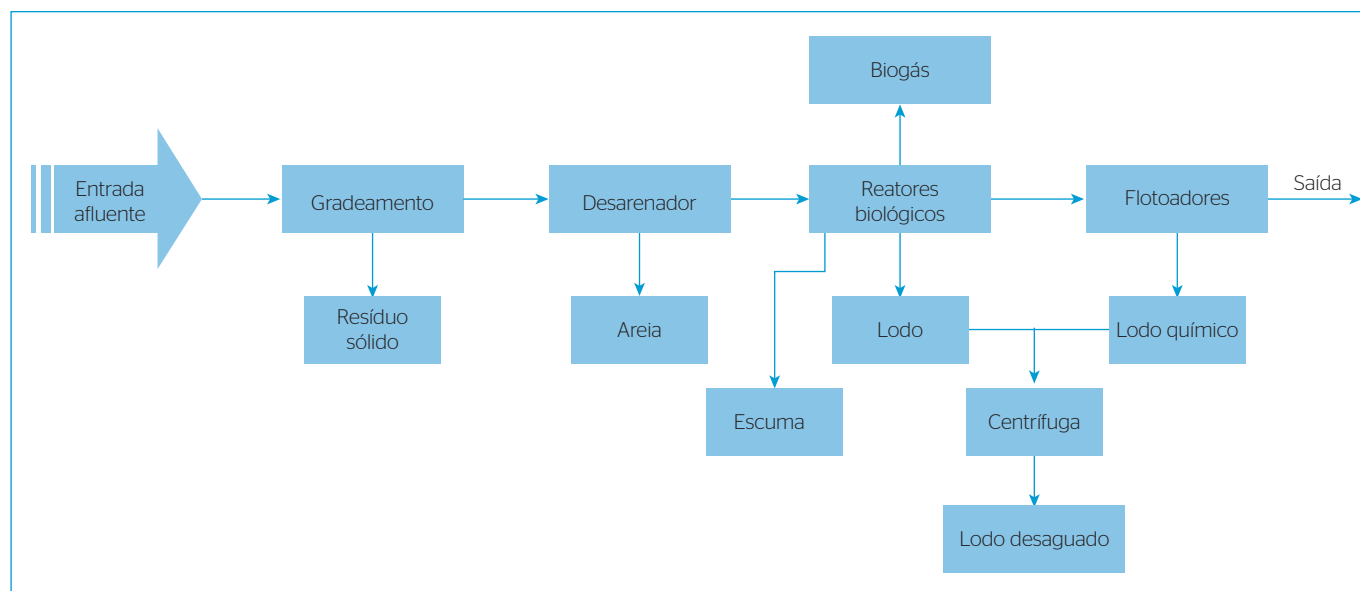 Biogás
Entrada
afluente
Gradeamento
Desarenador
Reatores
biológicos
Flotoadores
Saída
Resíduo
sólido
Areia
Lodo
Lodo químico
Escuma
Centrífuga
Lodo desaguado